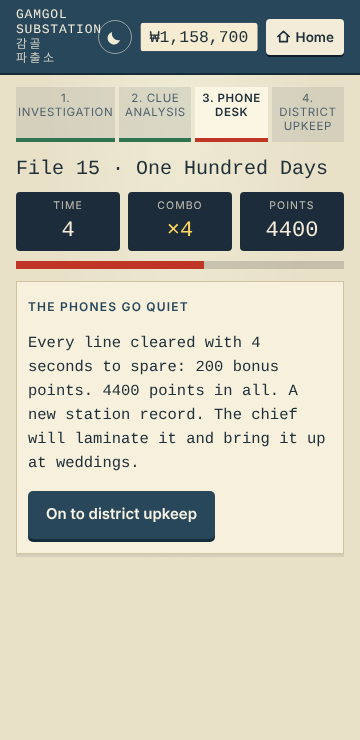 GAMGOL
SUBSTATION
감골
파출소
₩1,158,700
Home
1.
INVESTIGATION
2. CLUE
ANALYSIS
3. PHONE
DESK
4.
DISTRICT
UPKEEP
File 15 · One Hundred Days
TIME
4
COMBO
×4
POINTS
4400
THE PHONES GO QUIET
Every line cleared with 4
seconds to spare: 200 bonus
points. 4400 points in all. A
new station record. The chief
will laminate it and bring it up
at weddings.
On to district upkeep